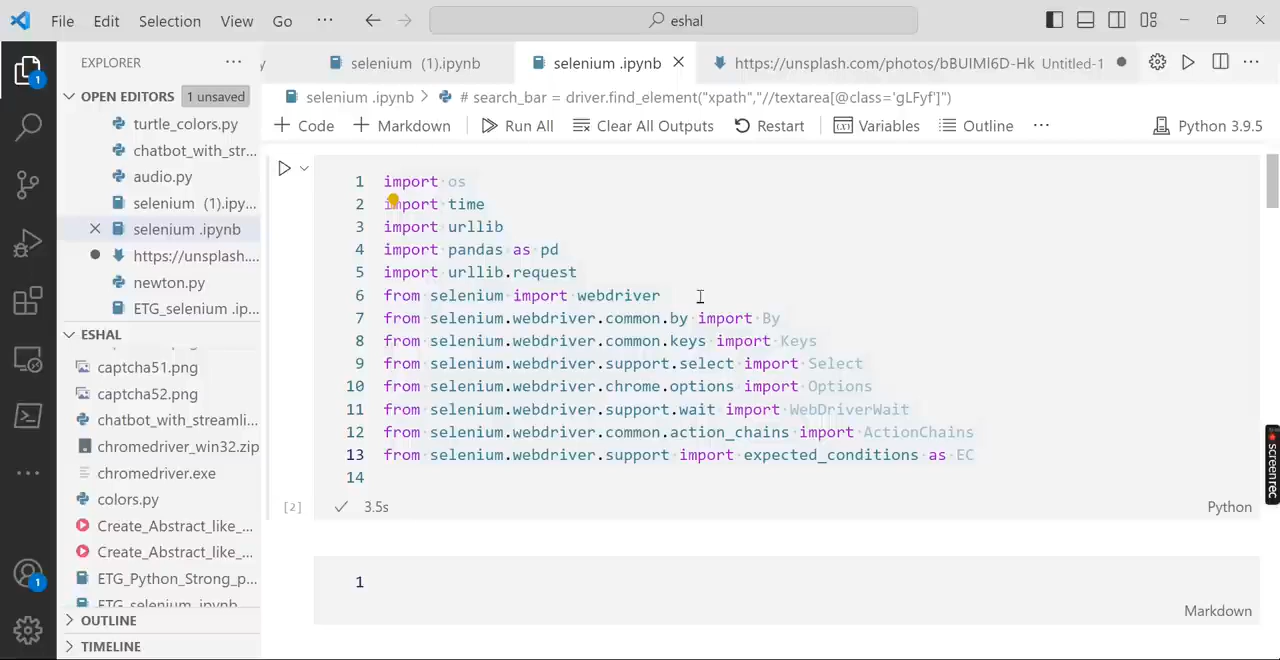 File Edit Selection View Go ··· eshal
EXPLORER ··· y selenium (1).ipynb selenium .ipynb https://unsplash.com/photos/bBUIMl6D-Hk Untitled-1 ···
OPEN EDITORS 1 unsaved
turtle_colors.py
chatbot_with_str...
audio.py
selenium (1).ipy...
selenium .ipynb
https://unsplash....
newton.py
ETG_selenium .ip...
ESHAL
captcha51.png
captcha52.png
chatbot_with_streamli...
chromedriver_win32.zip
chromedriver.exe
colors.py
Create_Abstract_like_...
Create_Abstract_like_...
ETG_Python_Strong_p...
ETG_selenium .ipynb
OUTLINE
TIMELINE
1
1
selenium .ipynb > # search_bar = driver.find_element("xpath","//textarea[@class='gLFyf']")
+ Code + Markdown Run All Clear All Outputs Restart Variables Outline ··· Python 3.9.5
1 import os
2 import time
3 import urllib
4 import pandas as pd
5 import urllib.request
6 from selenium import webdriver
7 from selenium.webdriver.common.by import By
8 from selenium.webdriver.common.keys import Keys
9 from selenium.webdriver.support.select import Select
10 from selenium.webdriver.chrome.options import Options
11 from selenium.webdriver.support.wait import WebDriverWait
12 from selenium.webdriver.common.action_chains import ActionChains
13 from selenium.webdriver.support import expected_conditions as EC
14
[2] 3.5s Python
1
Markdown
screenrec